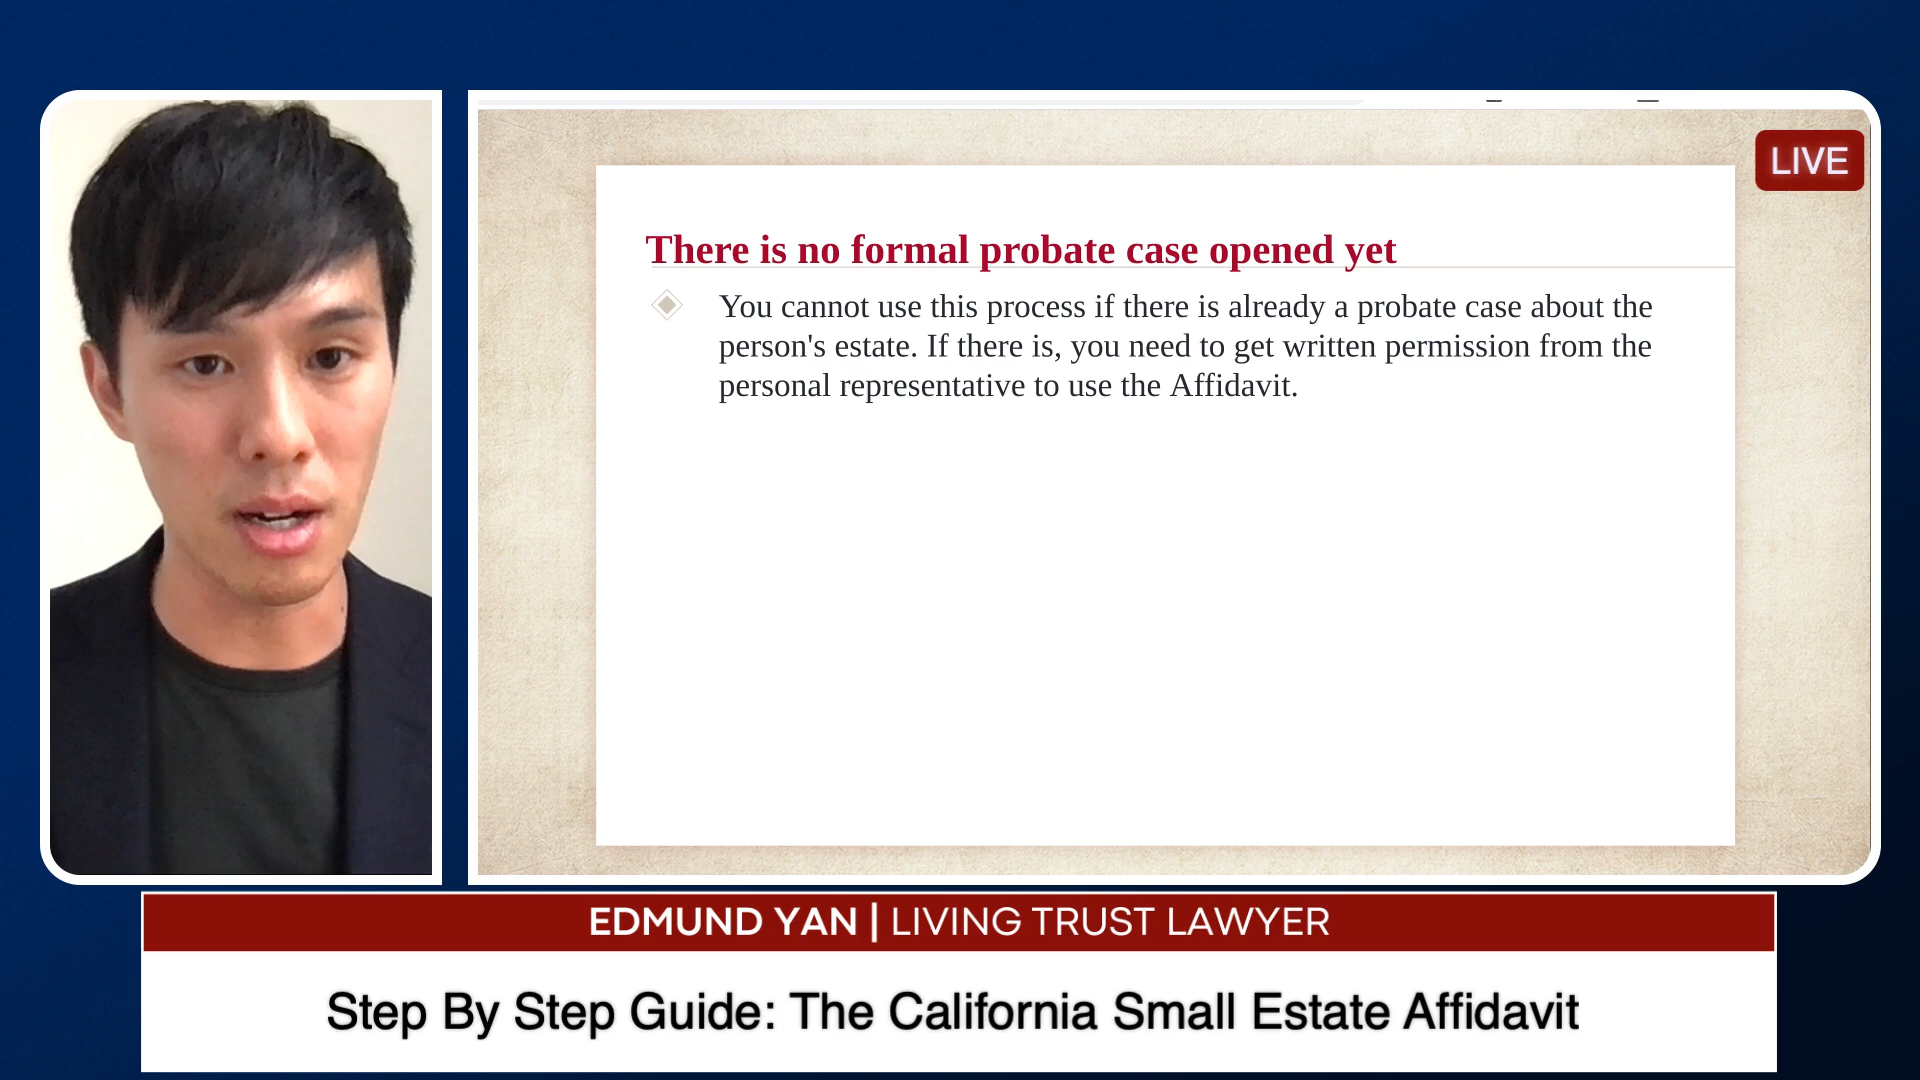 LIVE
There is no formal probate case opened yet
You cannot use this process if there is already a probate case about the
person's estate. If there is, you need to get written permission from the
personal representative to use the Affidavit.
EDMUND YAN | LIVING TRUST LAWYER
Step By Step Guide: The California Small Estate Affidavit